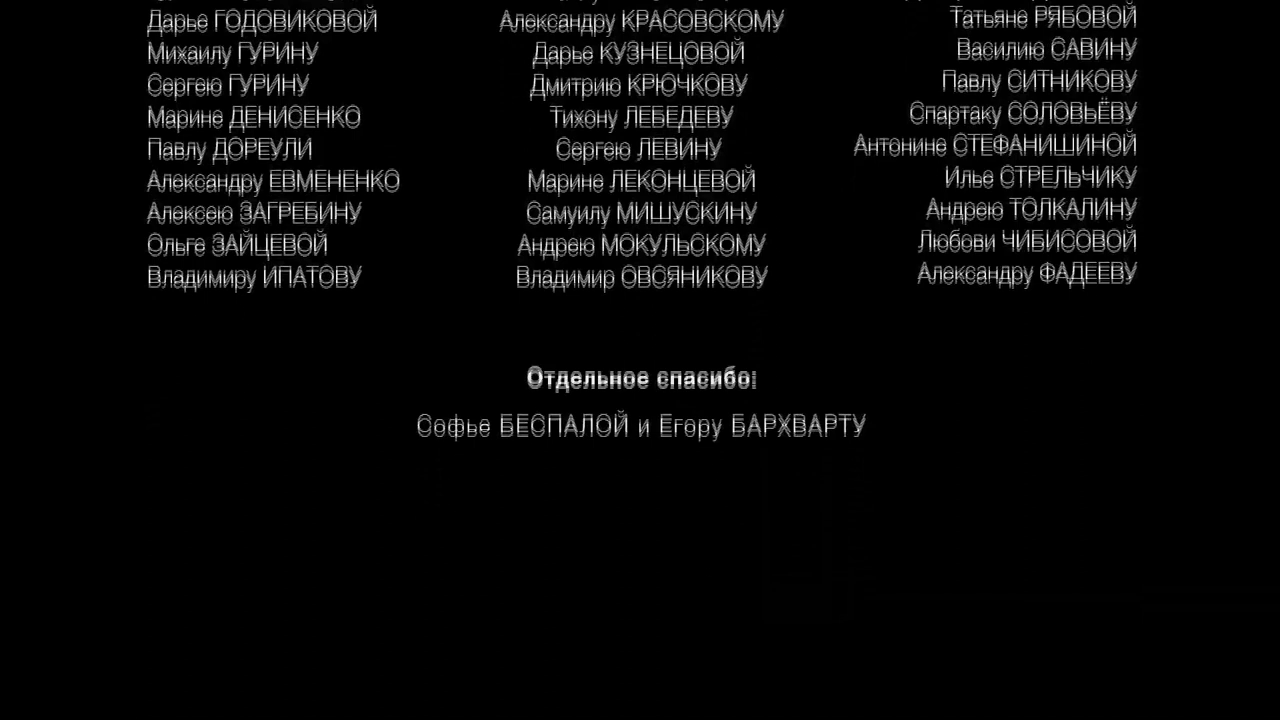 Дарье ГОДОВИКОВОЙ
Михаилу ГУРИНУ
Сергею ГУРИНУ
Марине ДЕНИСЕНКО
Павлу ДОРЕУЛИ
Александру ЕВМЕНЕНКО
Алексею ЗАГРЕБИНУ
Ольге ЗАЙЦЕВОЙ
Владимиру ИПАТОВУ
Александру КРАСОВСКОМУ
Дарье КУЗНЕЦОВОЙ
Дмитрию КРЮЧКОВУ
Тихону ЛЕБЕДЕВУ
Сергею ЛЕВИНУ
Марине ЛЕКОНЦЕВОЙ
Самуилу МИШУСКИНУ
Андрею МОКУЛЬСКОМУ
Владимир ОВСЯНИКОВУ
Татьяне РЯБОВОЙ
Василию САВИНУ
Павлу СИТНИКОВУ
Спартаку СОЛОВЬЁВУ
Антонине СТЕФАНИШИНОЙ
Илье СТРЕЛЬЧИКУ
Андрею ТОЛКАЛИНУ
Любови ЧИБИСОВОЙ
Александру ФАДЕЕВУ
Отдельное спасибо:
Софье БЕСПАЛОЙ и Егору БАРХВАРТУ